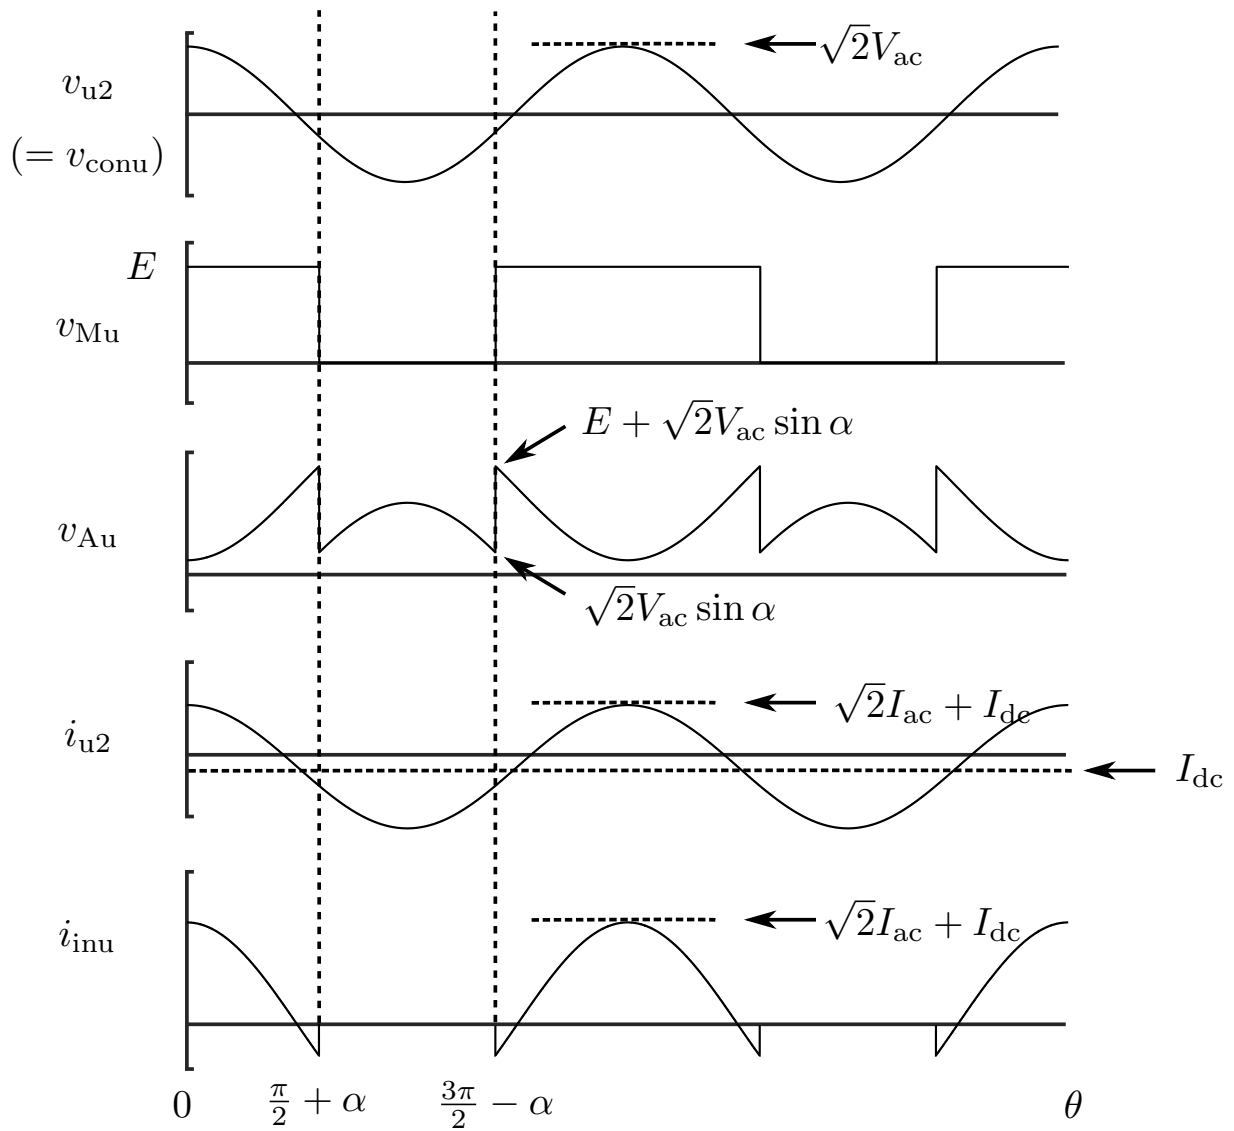 √2V_ac
v_u2
(= v_conu)
E
v_Mu
E + √2V_ac sin α
v_Au
√2V_ac sin α
√2I_ac + I_dc
i_u2
I_dc
√2I_ac + I_dc
i_inu
0 π/2 + α 3π/2 − α θ